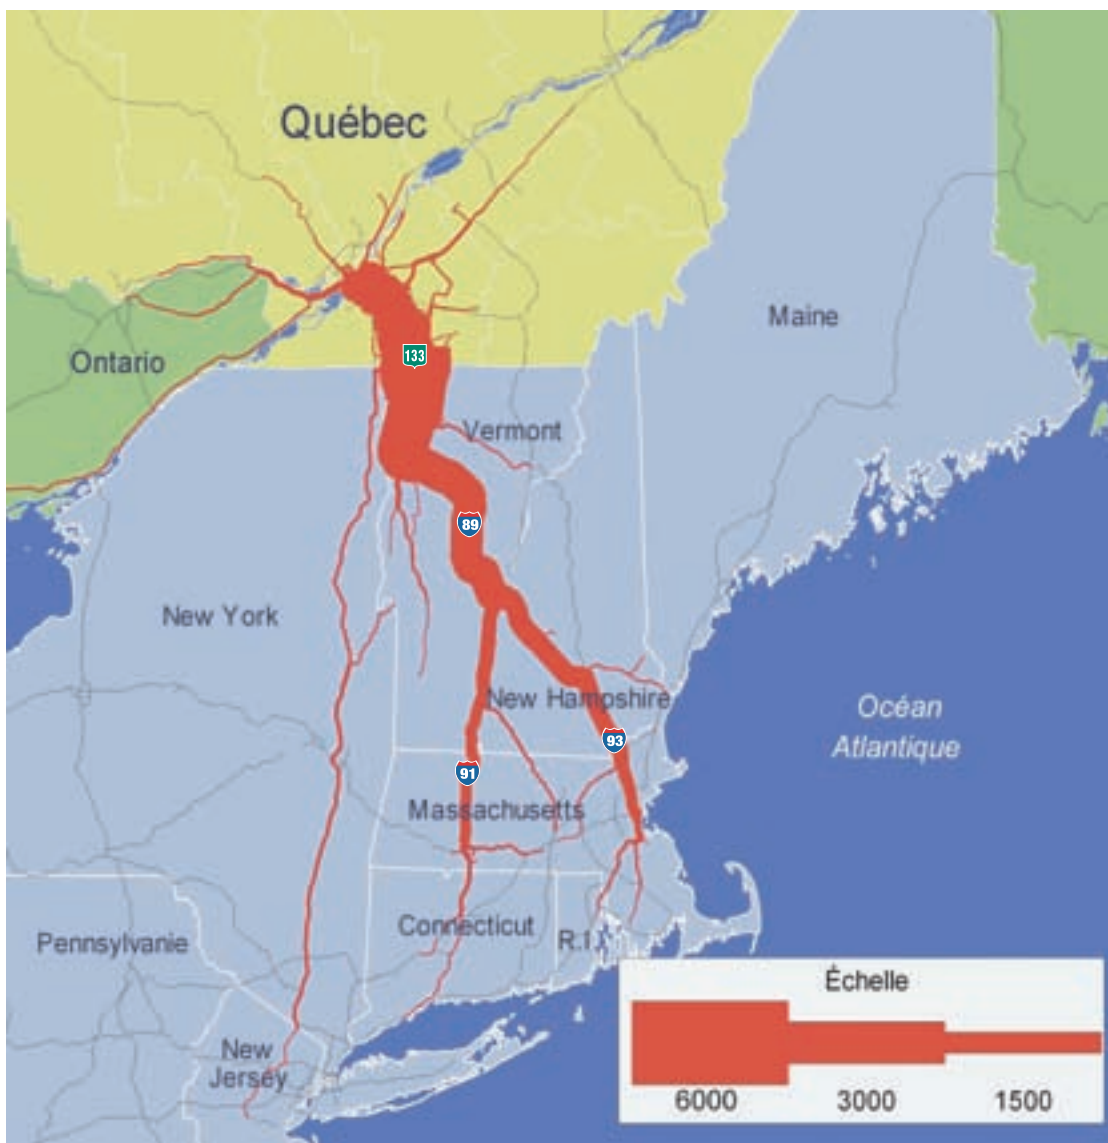 Québec
Ontario
Maine
133
Vermont
89
New York
New Hampshire
93
91
Massachusetts
Océan
Atlantique
Connecticut
R.I.
Pennsylvanie
New
Jersey
Échelle
6000 3000 1500